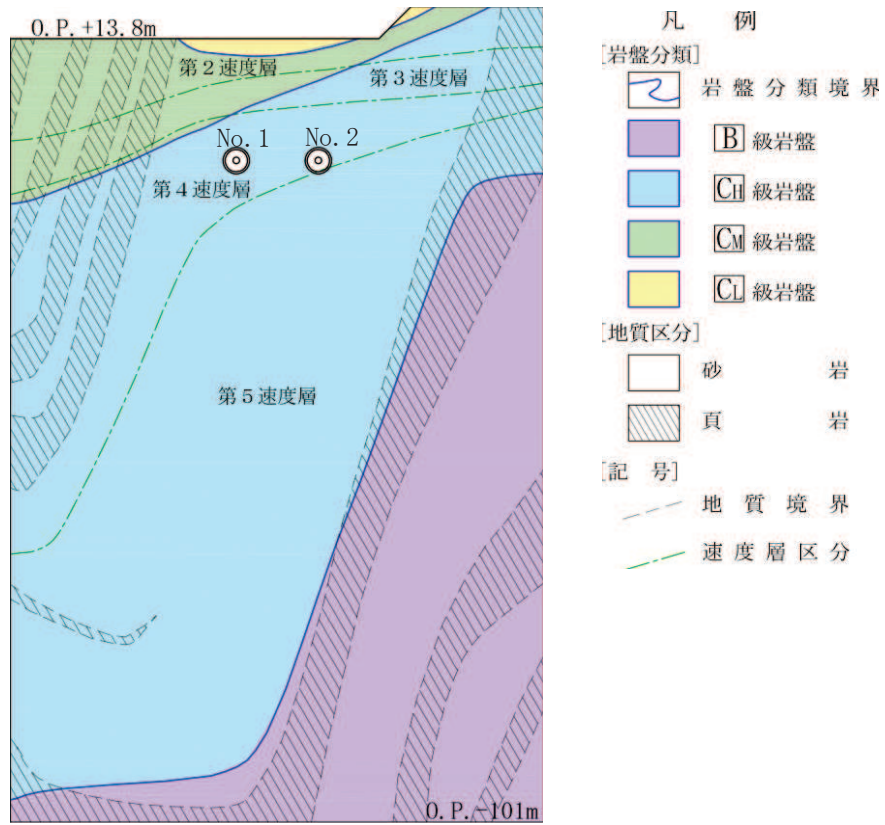 O.P.+13.8m
第2速度層
第3速度層
No.1
No.2
第4速度層
第5速度層
O.P.-101m
凡 例
[岩盤分類]
岩盤分類境界
B 級岩盤
CH 級岩盤
CM 級岩盤
CL 級岩盤
[地質区分]
砂 岩
頁 岩
[記 号]
地質境界
速度層区分